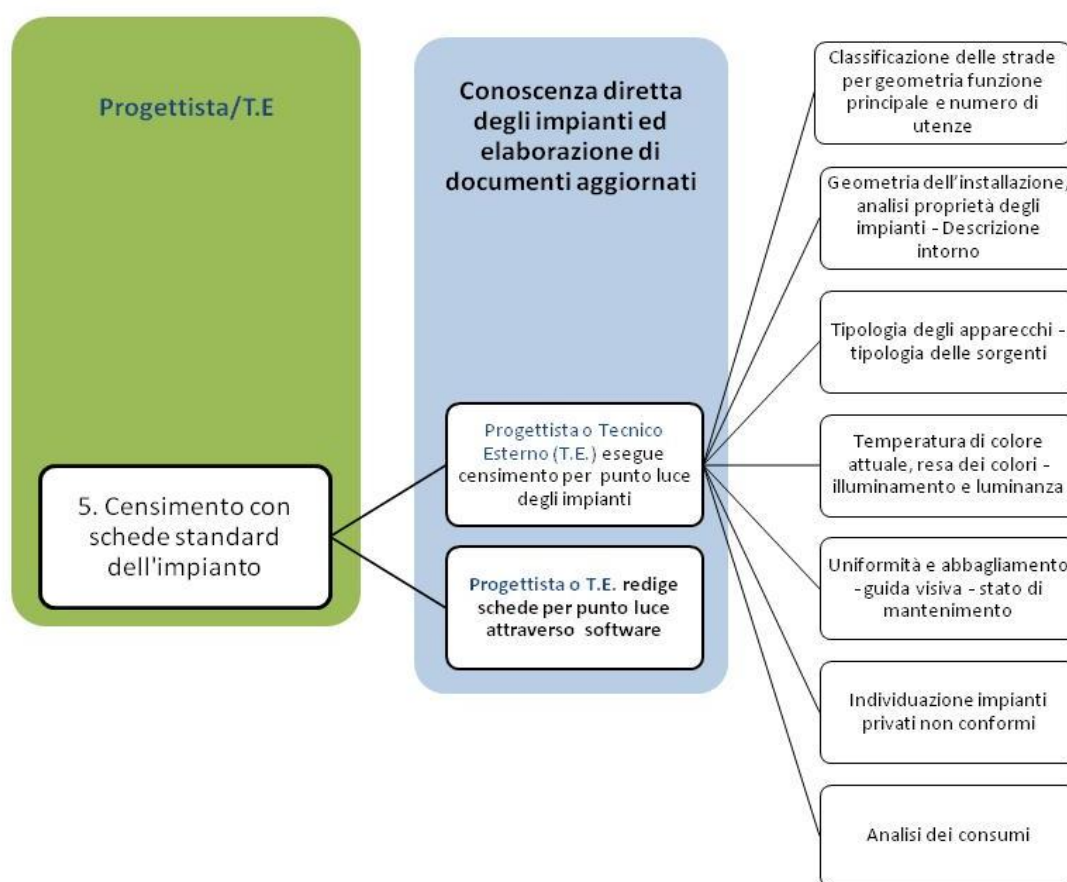 Progettista/T.E
Conoscenza diretta
degli impianti ed
elaborazione di
documenti aggiornati
5. Censimento con
schede standard
dell'impianto
Progettista o Tecnico
Esterno (T.E.) esegue
censimento per punto luce
degli impianti
Progettista o T.E. redige
schede per punto luce
attraverso software
Classificazione delle strade
per geometria funzione
principale e numero di
utenze
Geometria dell’installazione,
analisi proprietà degli
impianti - Descrizione
intorno
Tipologia degli apparecchi -
tipologia delle sorgenti
Temperatura di colore
attuale, resa dei colori -
illuminamento e luminanza
Uniformità e abbagliamento
- guida visiva - stato di
mantenimento
Individuazione impianti
privati non conformi
Analisi dei consumi